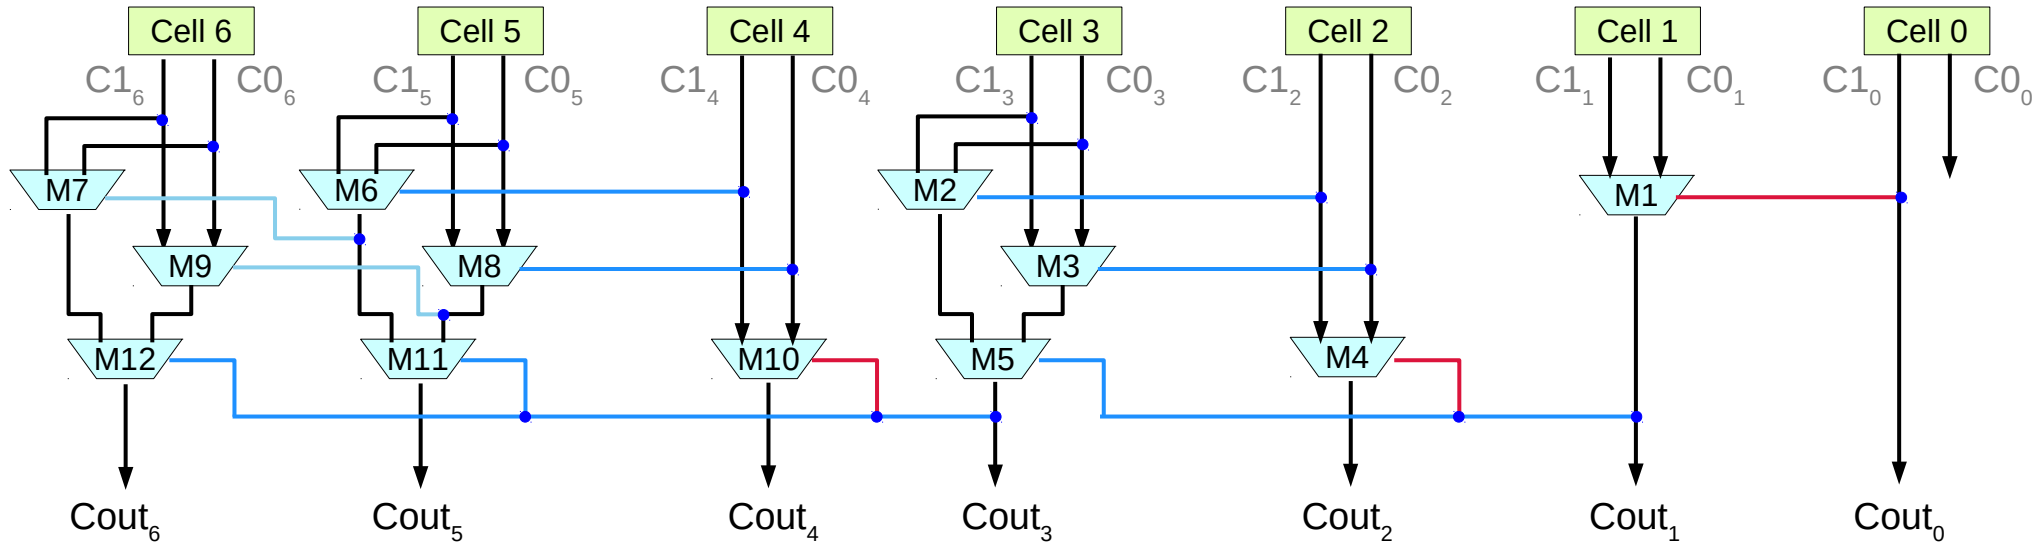 Cell 6 Cell 5 Cell 4 Cell 3 Cell 2 Cell 1 Cell 0
C1₆ C0₆ C1₅ C0₅ C1₄ C0₄ C1₃ C0₃ C1₂ C0₂ C1₁ C0₁ C1₀ C0₀
M7 M6 M2 M1
M9 M8 M3
M12 M11 M10 M5 M4
Cout₆ Cout₅ Cout₄ Cout₃ Cout₂ Cout₁ Cout₀